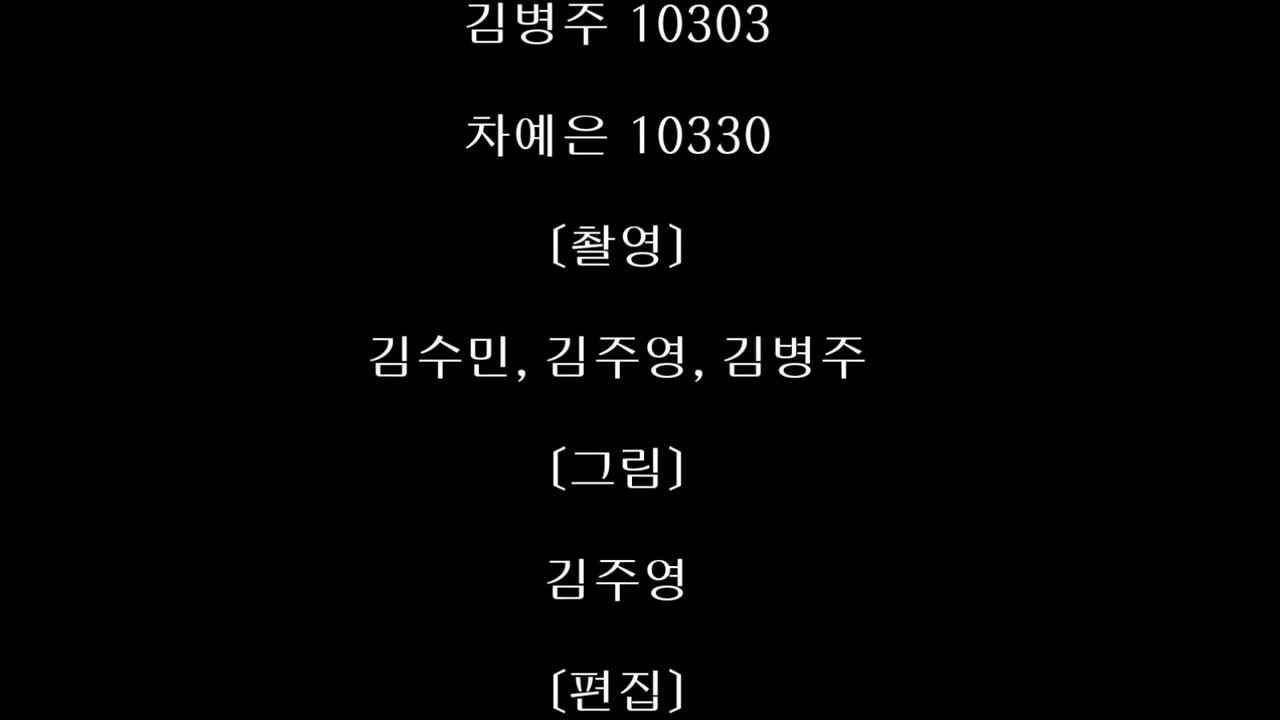 김병주 10303
차예은 10330
〔촬영〕
김수민, 김주영, 김병주
〔그림〕
김주영
〔편집〕